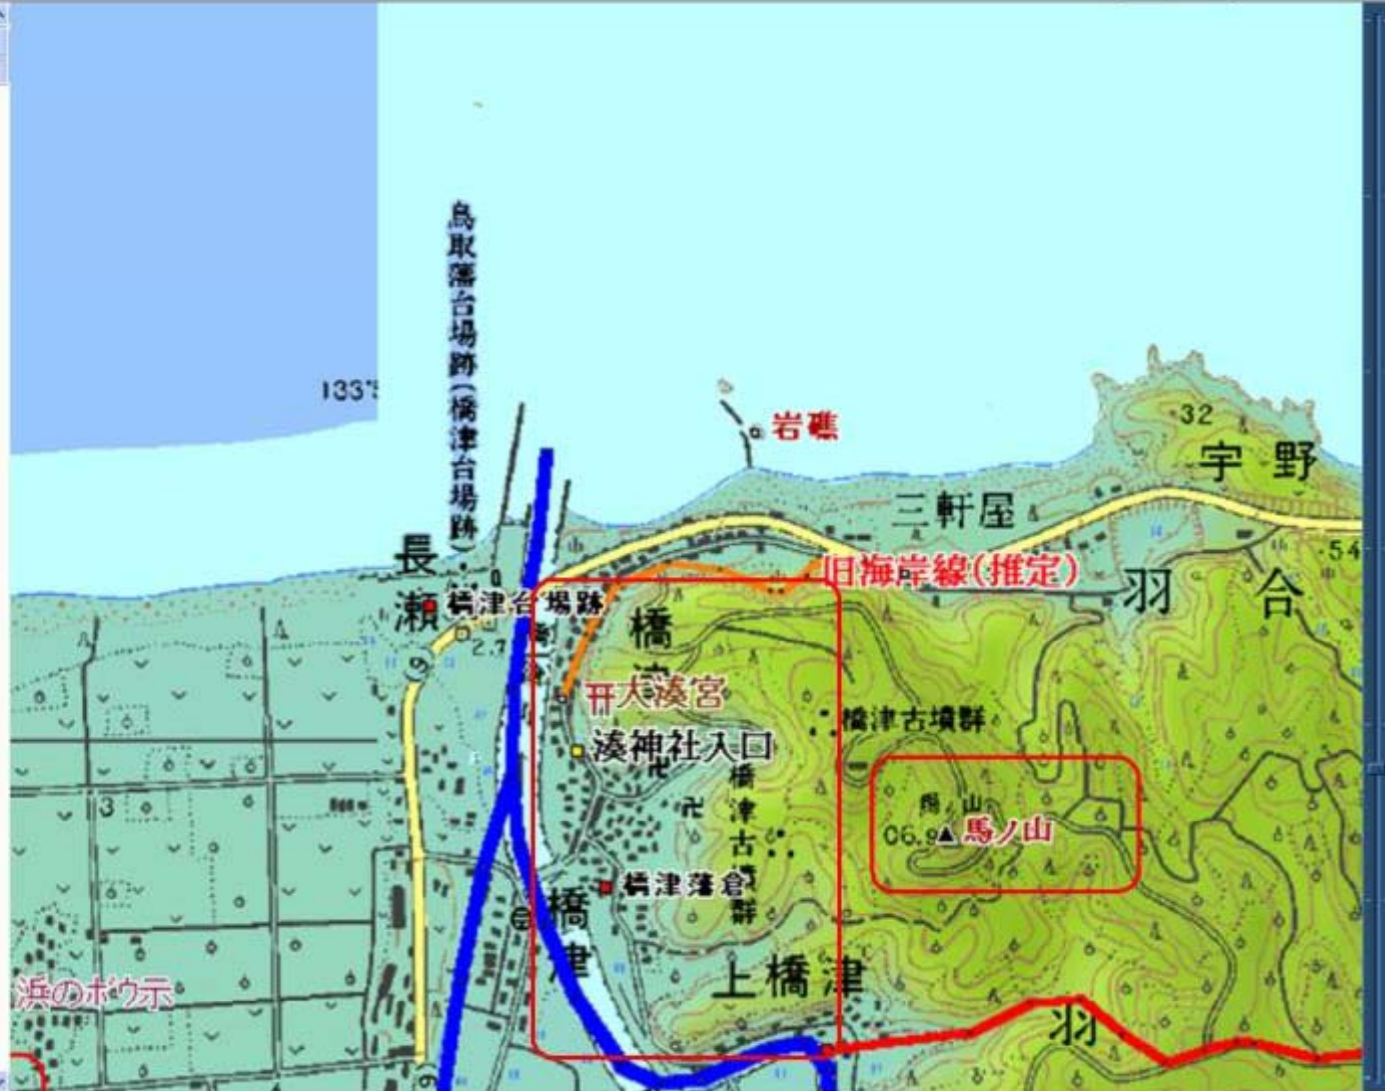 鳥取藩台場跡(橋津台場跡)
133°5
岩礁
32
宇野
三軒屋
・54
旧海岸線(推定)
長瀬
橋津台場跡
羽合
2.7
橋津
大湊宮
橋津古墳群
湊神社入口
橋津古墳群
3
馬ノ山
橋津藩倉
橋津
上橋津
浜のボウ示
羽